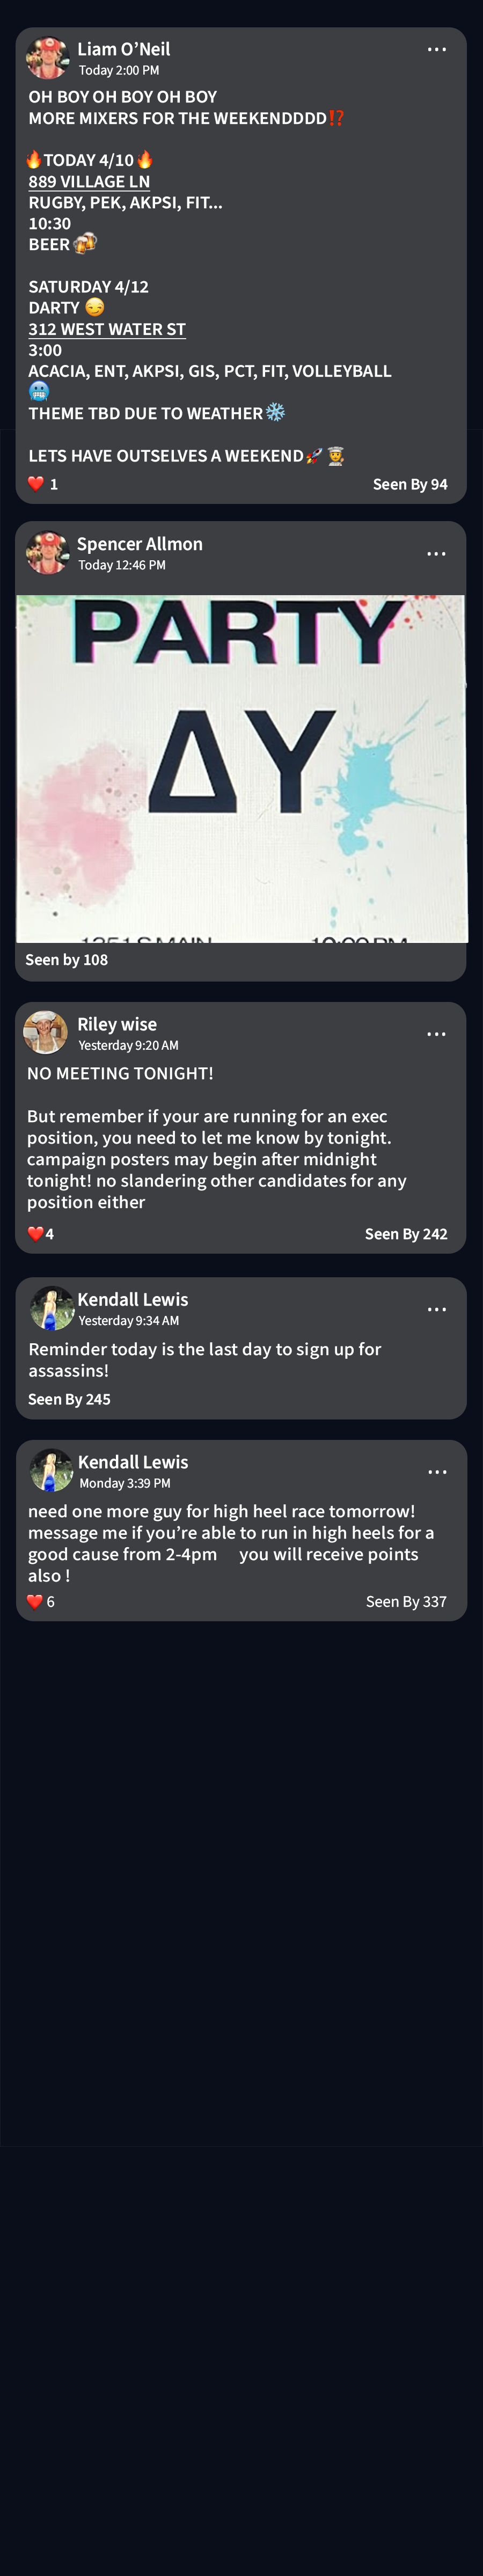 Liam O’Neil
Today 2:00 PM
OH BOY OH BOY OH BOY
MORE MIXERS FOR THE WEEKENDDDD⁉️
🔥TODAY 4/10🔥
889 VILLAGE LN
RUGBY, PEK, AKPSI, FIT...
10:30
BEER 🍻
SATURDAY 4/12
DARTY 😏
312 WEST WATER ST
3:00
ACACIA, ENT, AKPSI, GIS, PCT, FIT, VOLLEYBALL
🥶
THEME TBD DUE TO WEATHER❄️
LETS HAVE OUTSELVES A WEEKEND🚀 👨‍🍳
❤️ 1 Seen By 94
Spencer Allmon
Today 12:46 PM
PARTY
ΔΥ
1251 S MAIN 10:00 PM
Seen by 108
Riley wise
Yesterday 9:20 AM
NO MEETING TONIGHT!
But remember if your are running for an exec
position, you need to let me know by tonight.
campaign posters may begin after midnight
tonight! no slandering other candidates for any
position either
❤️4 Seen By 242
Kendall Lewis
Yesterday 9:34 AM
Reminder today is the last day to sign up for
assassins!
Seen By 245
Kendall Lewis
Monday 3:39 PM
need one more guy for high heel race tomorrow!
message me if you’re able to run in high heels for a
good cause from 2-4pm you will receive points
also !
❤️ 6 Seen By 337